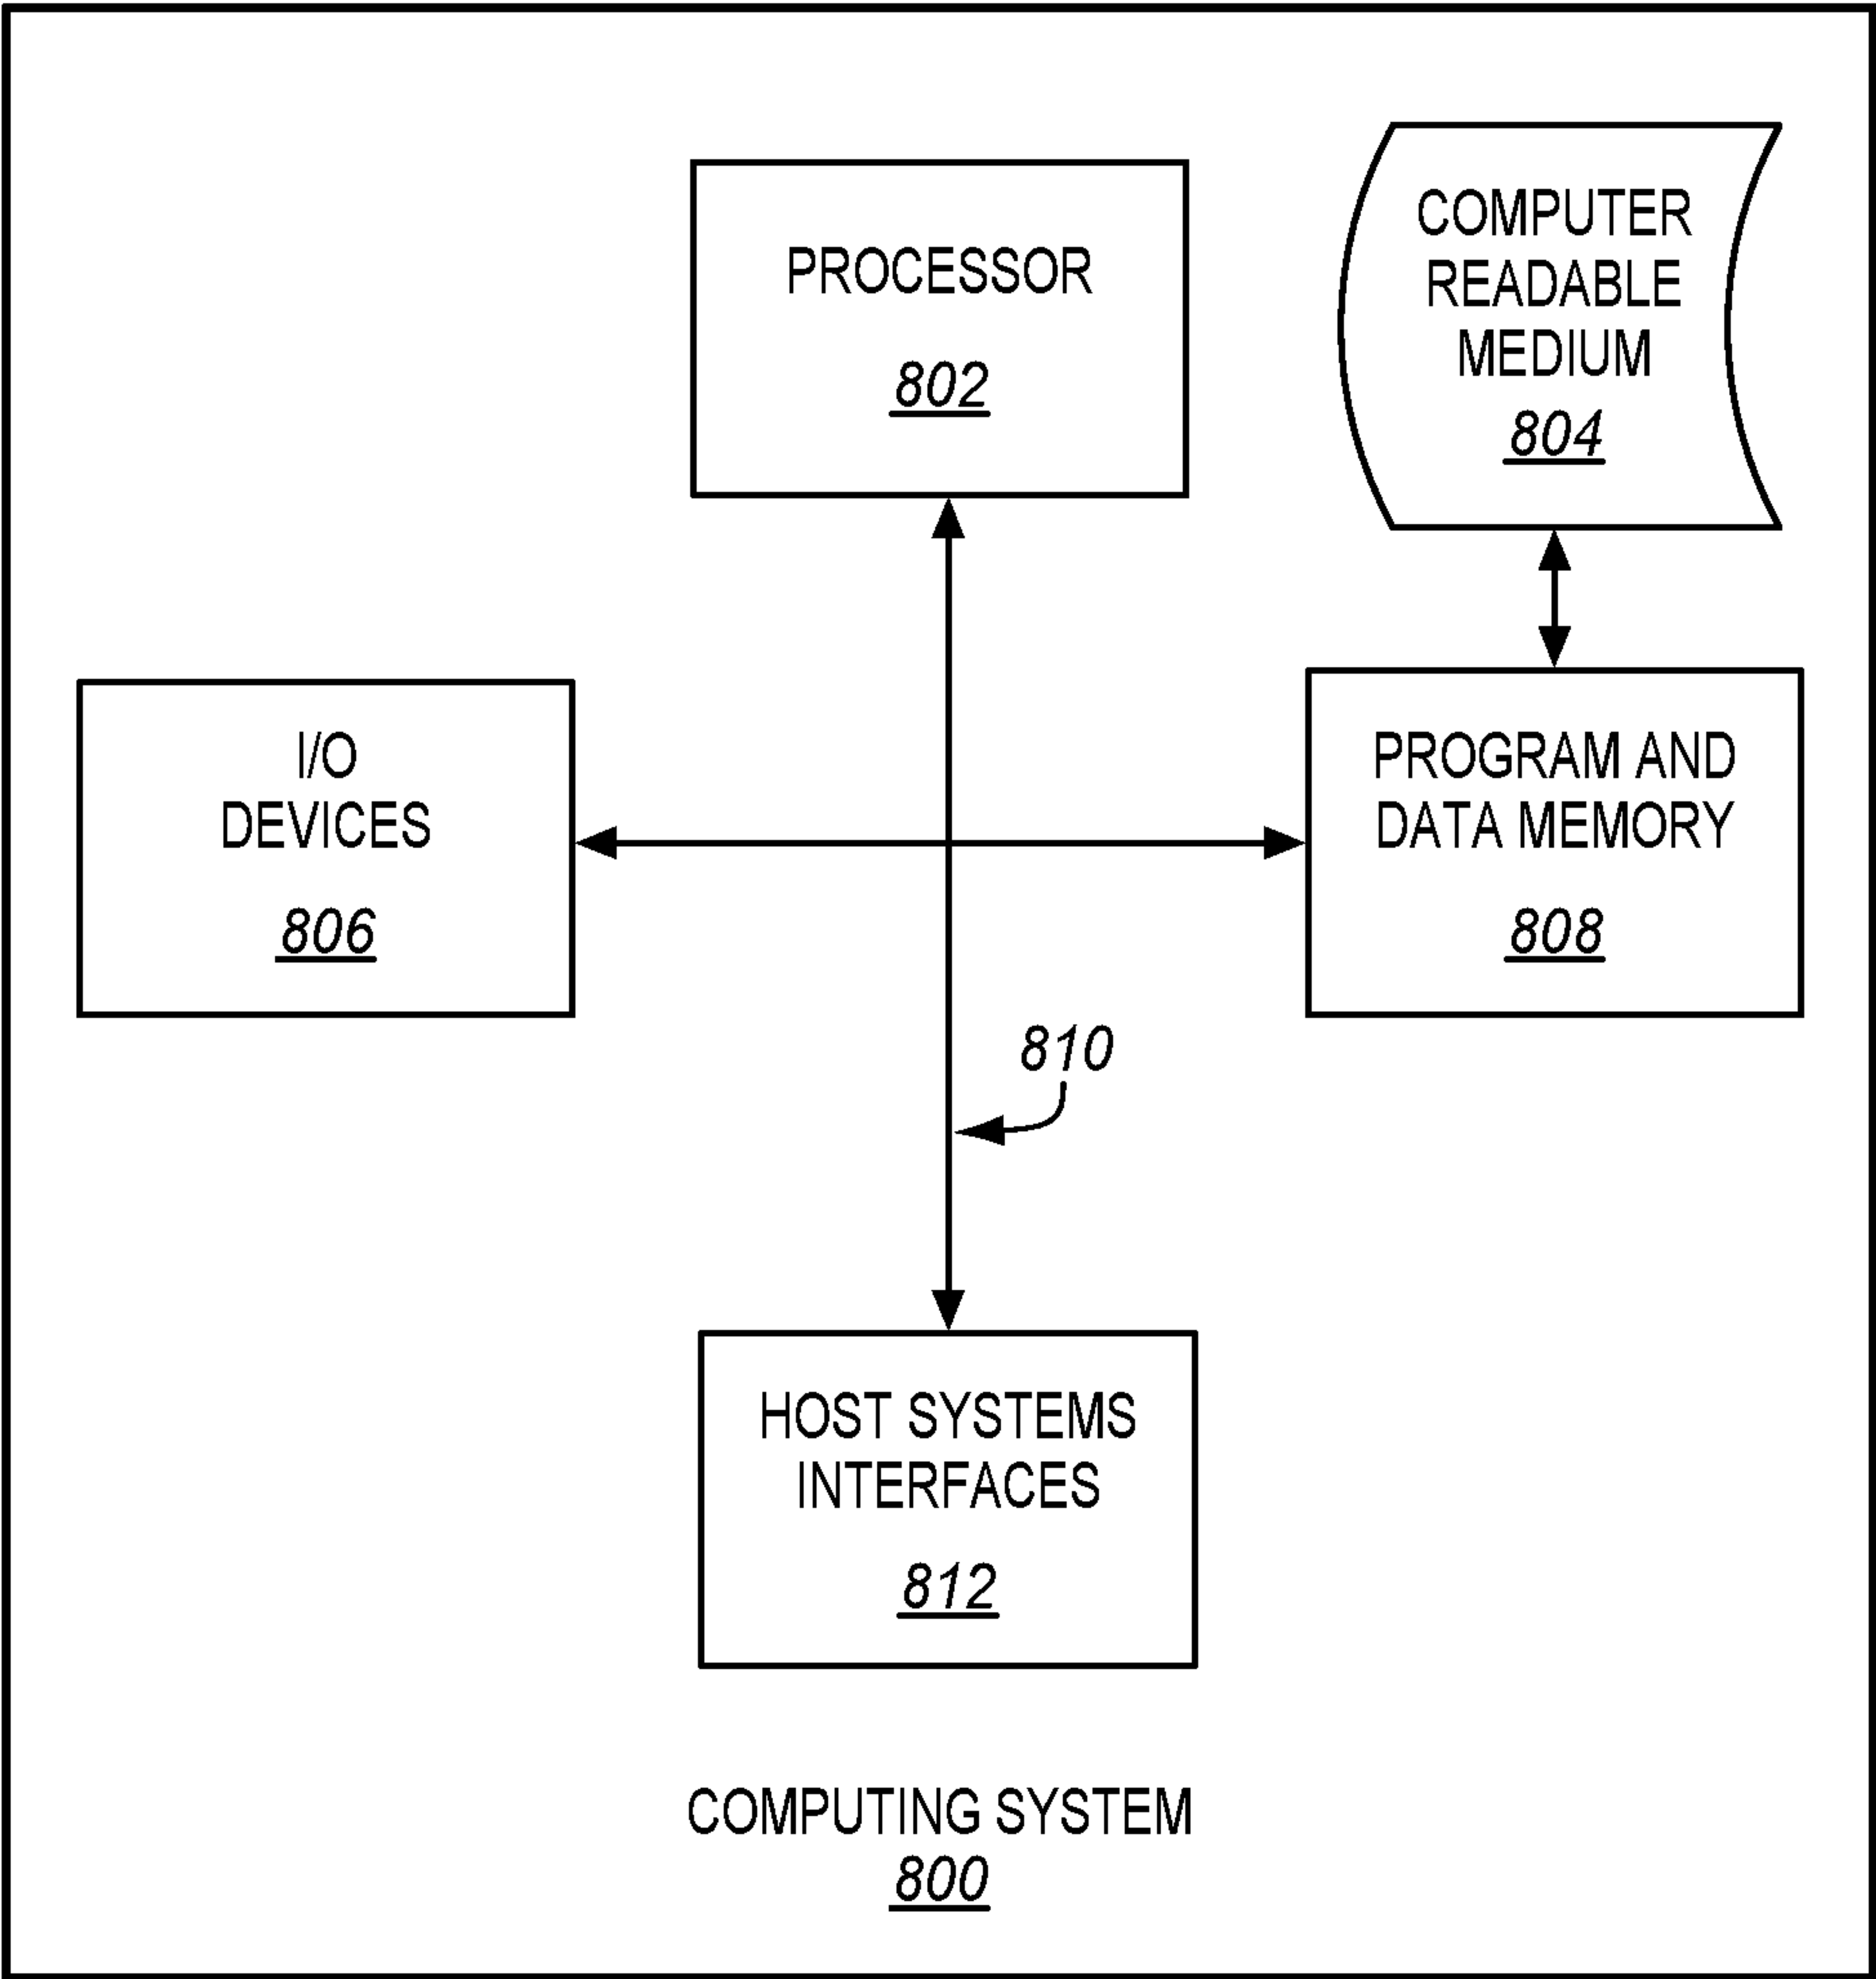 PROCESSOR
802
COMPUTER
READABLE
MEDIUM
804
I/O
DEVICES
806
PROGRAM AND
DATA MEMORY
808
810
HOST SYSTEMS
INTERFACES
812
COMPUTING SYSTEM
800